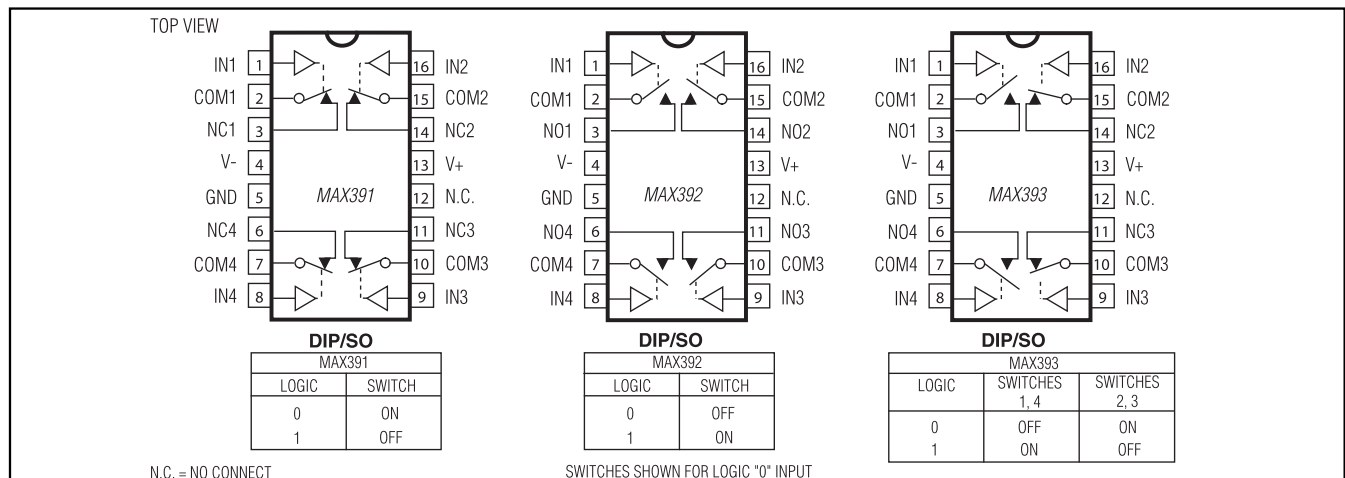 TOP VIEW
IN1 1 16 IN2
COM1 2 15 COM2
NC1 3 14 NC2
V- 4 13 V+
GND 5 MAX391 12 N.C.
NC4 6 11 NC3
COM4 7 10 COM3
IN4 8 9 IN3
DIP/SO
MAX391
LOGIC SWITCH
0 ON
1 OFF
IN1 1 16 IN2
COM1 2 15 COM2
NO1 3 14 NO2
V- 4 13 V+
GND 5 MAX392 12 N.C.
NO4 6 11 NO3
COM4 7 10 COM3
IN4 8 9 IN3
DIP/SO
MAX392
LOGIC SWITCH
0 OFF
1 ON
IN1 1 16 IN2
COM1 2 15 COM2
NO1 3 14 NC2
V- 4 13 V+
GND 5 MAX393 12 N.C.
NO4 6 11 NC3
COM4 7 10 COM3
IN4 8 9 IN3
DIP/SO
MAX393
LOGIC SWITCHES 1, 4 SWITCHES 2, 3
0 OFF ON
1 ON OFF
N.C. = NO CONNECT
SWITCHES SHOWN FOR LOGIC "0" INPUT